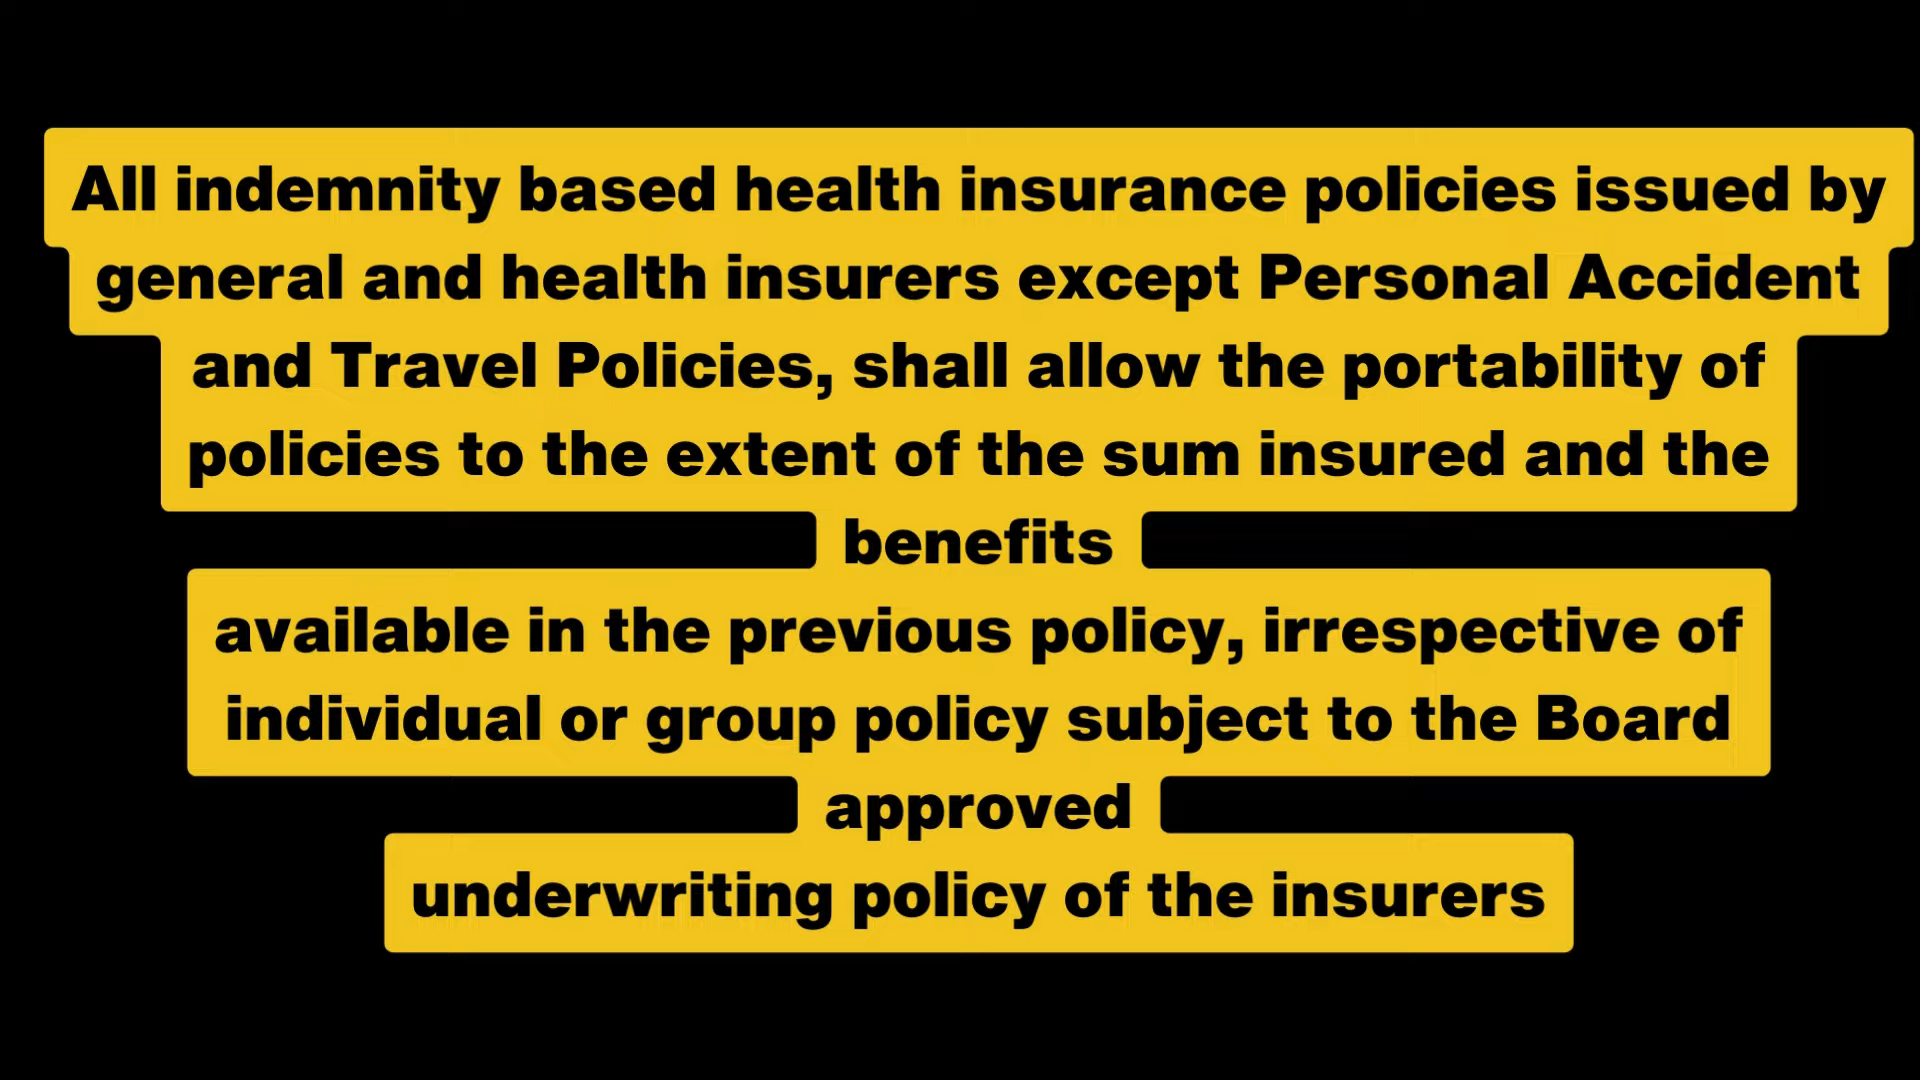 All indemnity based health insurance policies issued by
general and health insurers except Personal Accident
and Travel Policies, shall allow the portability of
policies to the extent of the sum insured and the
benefits
available in the previous policy, irrespective of
individual or group policy subject to the Board
approved
underwriting policy of the insurers